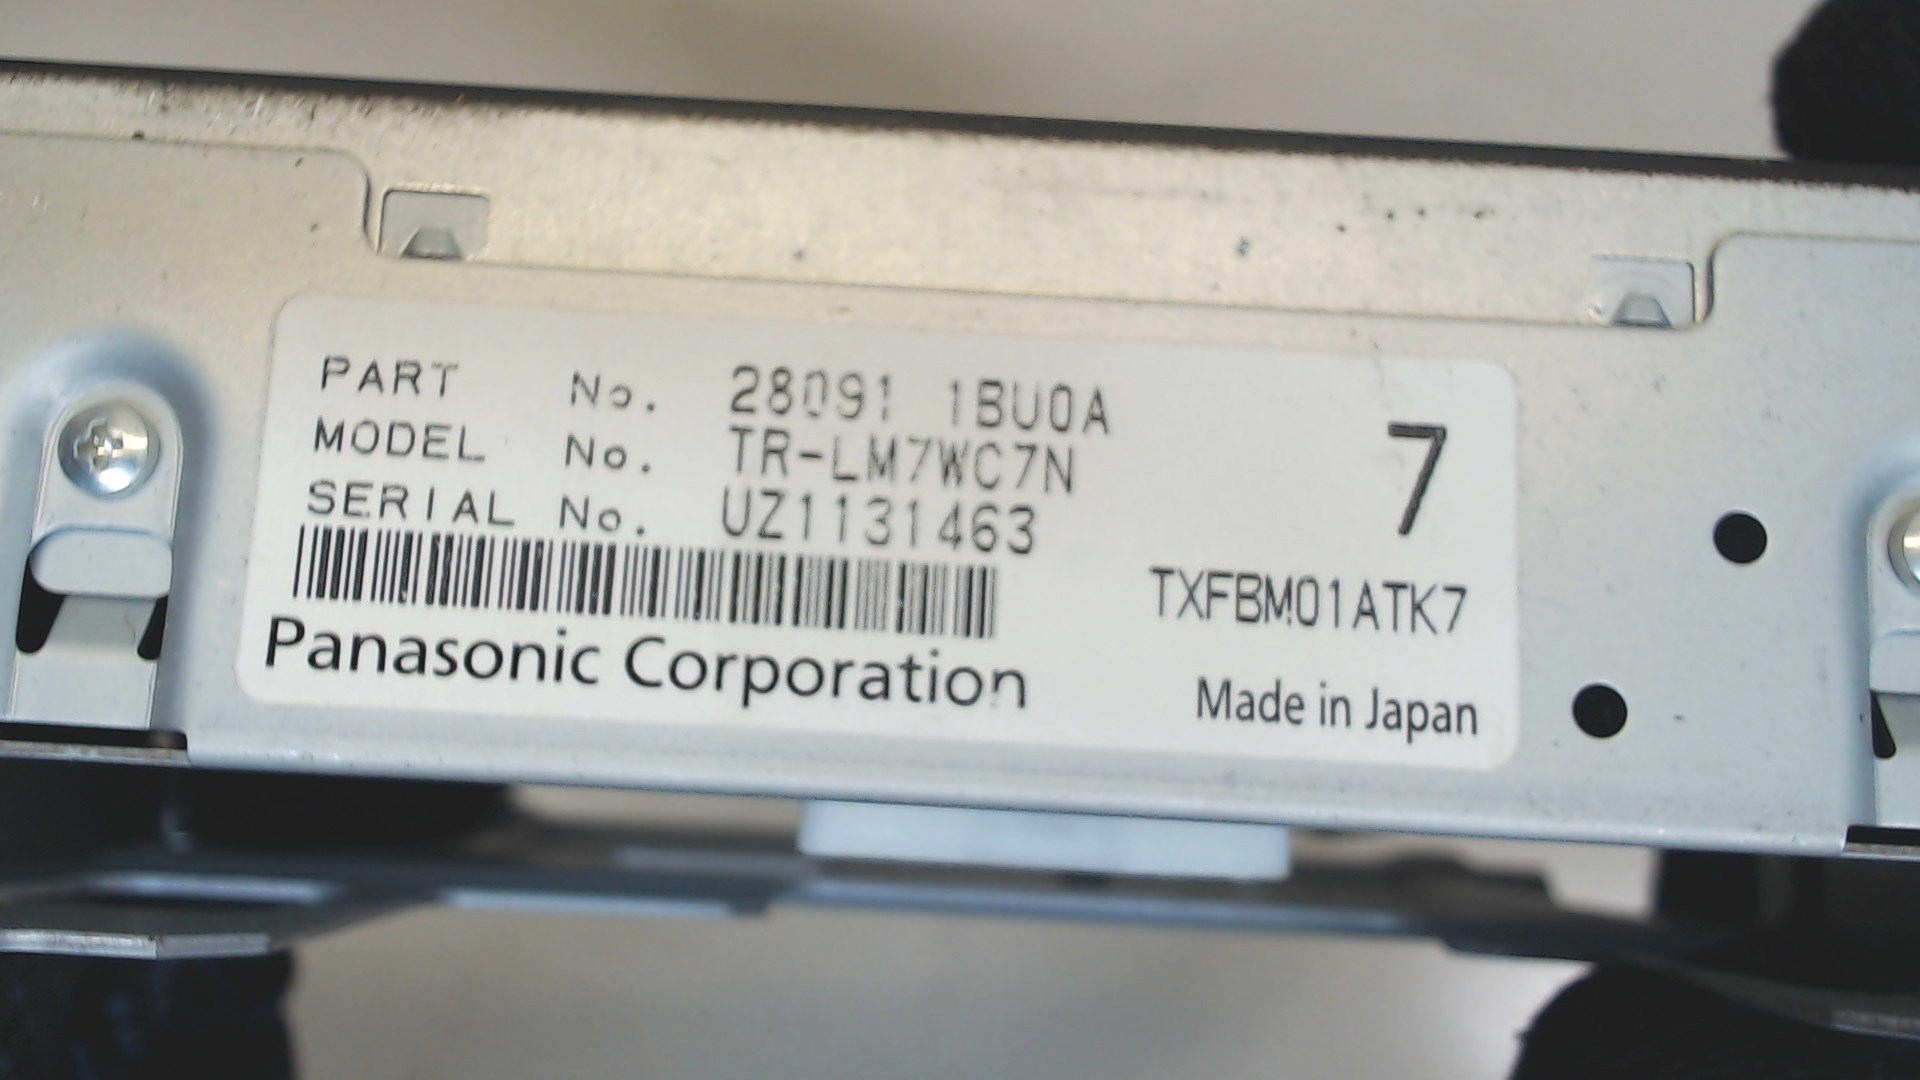 PART No. 28091 1BU0A
MODEL No. TR-LM7WC7N
SERIAL No. UZ1131463
7
TXFBM01ATK7
Panasonic Corporation
Made in Japan